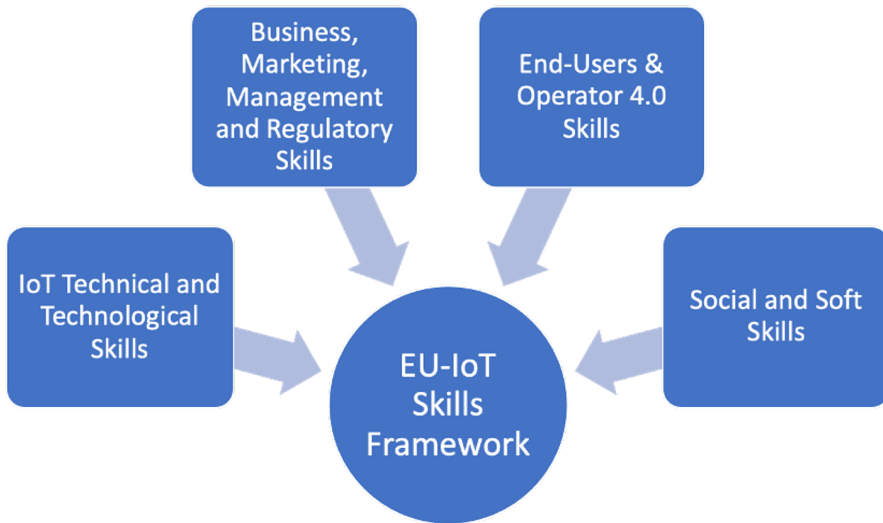 Business,
Marketing,
Management
and Regulatory
Skills
End-Users &
Operator 4.0
Skills
IoT Technical and
Technological
Skills
Social and Soft
Skills
EU-IoT
Skills
Framework